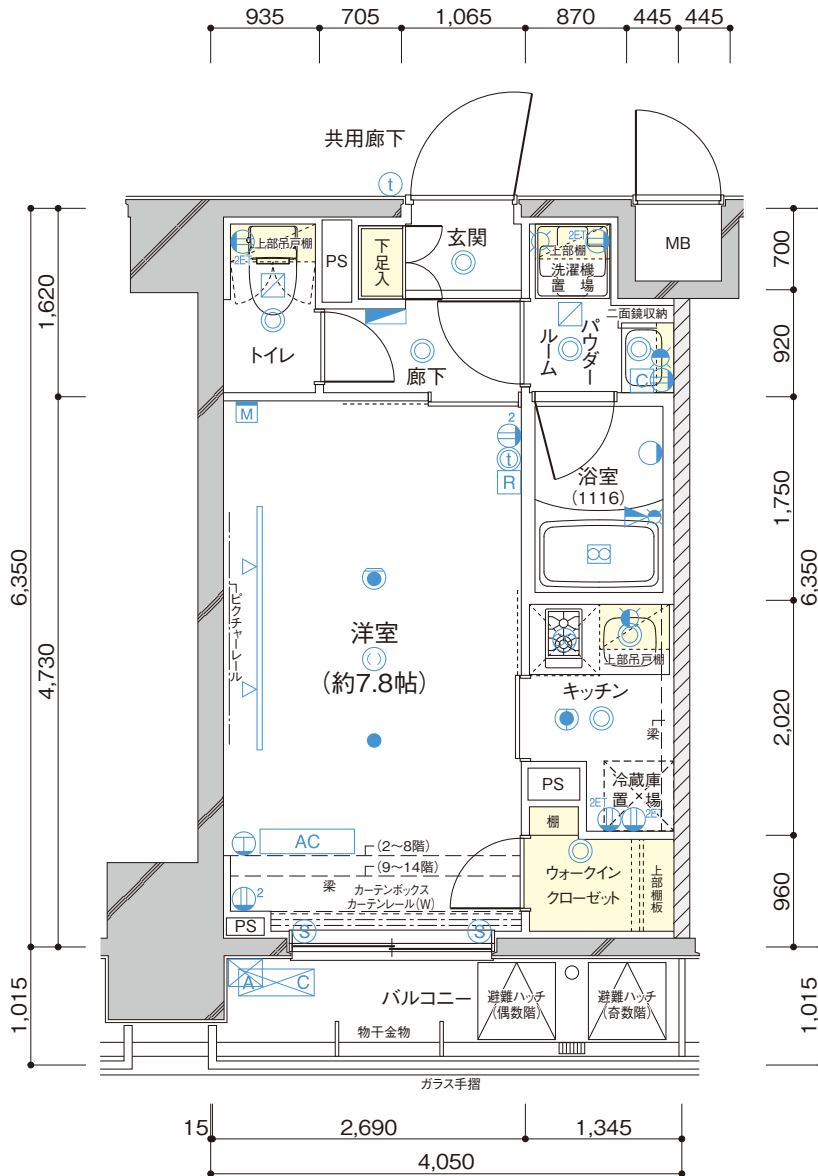 935 705 1,065 870 445 445
共用廊下
t
玄関
MB
上部吊戸棚
2ET
PS
下足入
上部棚
2ET
洗濯機
置場
700
1,620
トイレ
廊下
パウダー
ルーム
二面鏡収納
C
920
M
2
t
R
浴室
(1116)
1,750
6,350
6,350
ピクチャーレール
洋室
(約7.8帖)
上部吊戸棚
キッチン
4,730
梁
2,020
PS
冷蔵庫
置場
2ET
2ET
棚
AC
(2〜8階)
(9〜14階)
梁
カーテンボックス
カーテンレール(W)
2
ウォークイン
クローゼット
上部棚板
960
PS
S
S
A C
バルコニー
避難ハッチ
(偶数階)
避難ハッチ
(奇数階)
1,015
1,015
物干金物
ガラス手摺
15 2,690 1,345
4,050